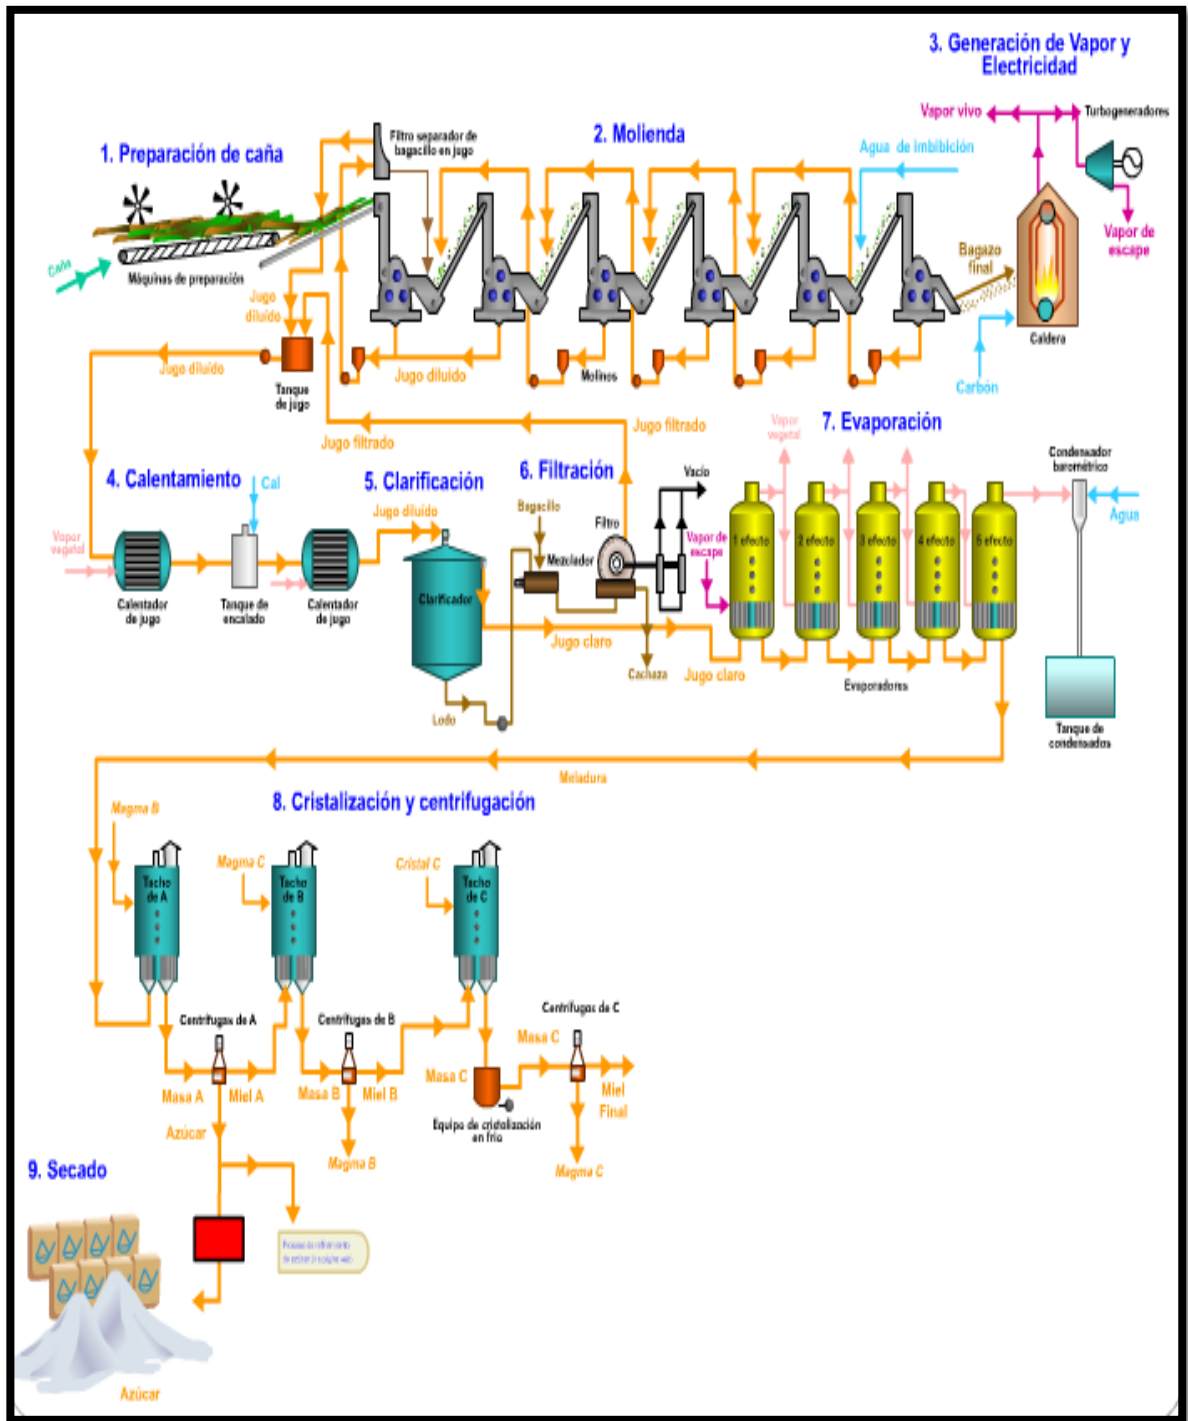 3. Generación de Vapor y
Electricidad
Vapor vivo
Turbogeneradores
Filtro separador de
bagacillo en jugo
2. Molienda
1. Preparación de caña
Agua de imbibición
Vapor de
escape
Bagazo
final
Caña
Máquinas de preparación
Jugo
diluído
Caldera
Jugo diluído
Jugo diluído
Molinos
Carbón
Tanque
de jugo
Jugo filtrado
Jugo filtrado
Vapor
vegetal
7. Evaporación
Condensador
barométrico
4. Calentamiento
Cal
5. Clarificación
6. Filtración
Vacío
Jugo diluído
Bagacillo
Filtro
Agua
Vapor
vegetal
Mezclador
Vapor de
escape
1 efecto
2 efecto
3 efecto
4 efecto
5 efecto
Calentador
de jugo
Tanque de
encalado
Calentador
de jugo
Clarificador
Jugo claro
Cachaza
Jugo claro
Evaporadores
Lodo
Tanque de
condensados
Meladura
8. Cristalización y centrifugación
Magma B
Magma C
Cristal C
Tacho
de A
Tacho
de B
Tacho
de C
Centrífugas de A
Centrífugas de B
Centrífugas de C
Masa C
Masa A
Miel A
Masa B
Miel B
Masa C
Miel
Final
Azúcar
Equipo de cristalización
en frío
Magma B
Magma C
9. Secado
Azúcar